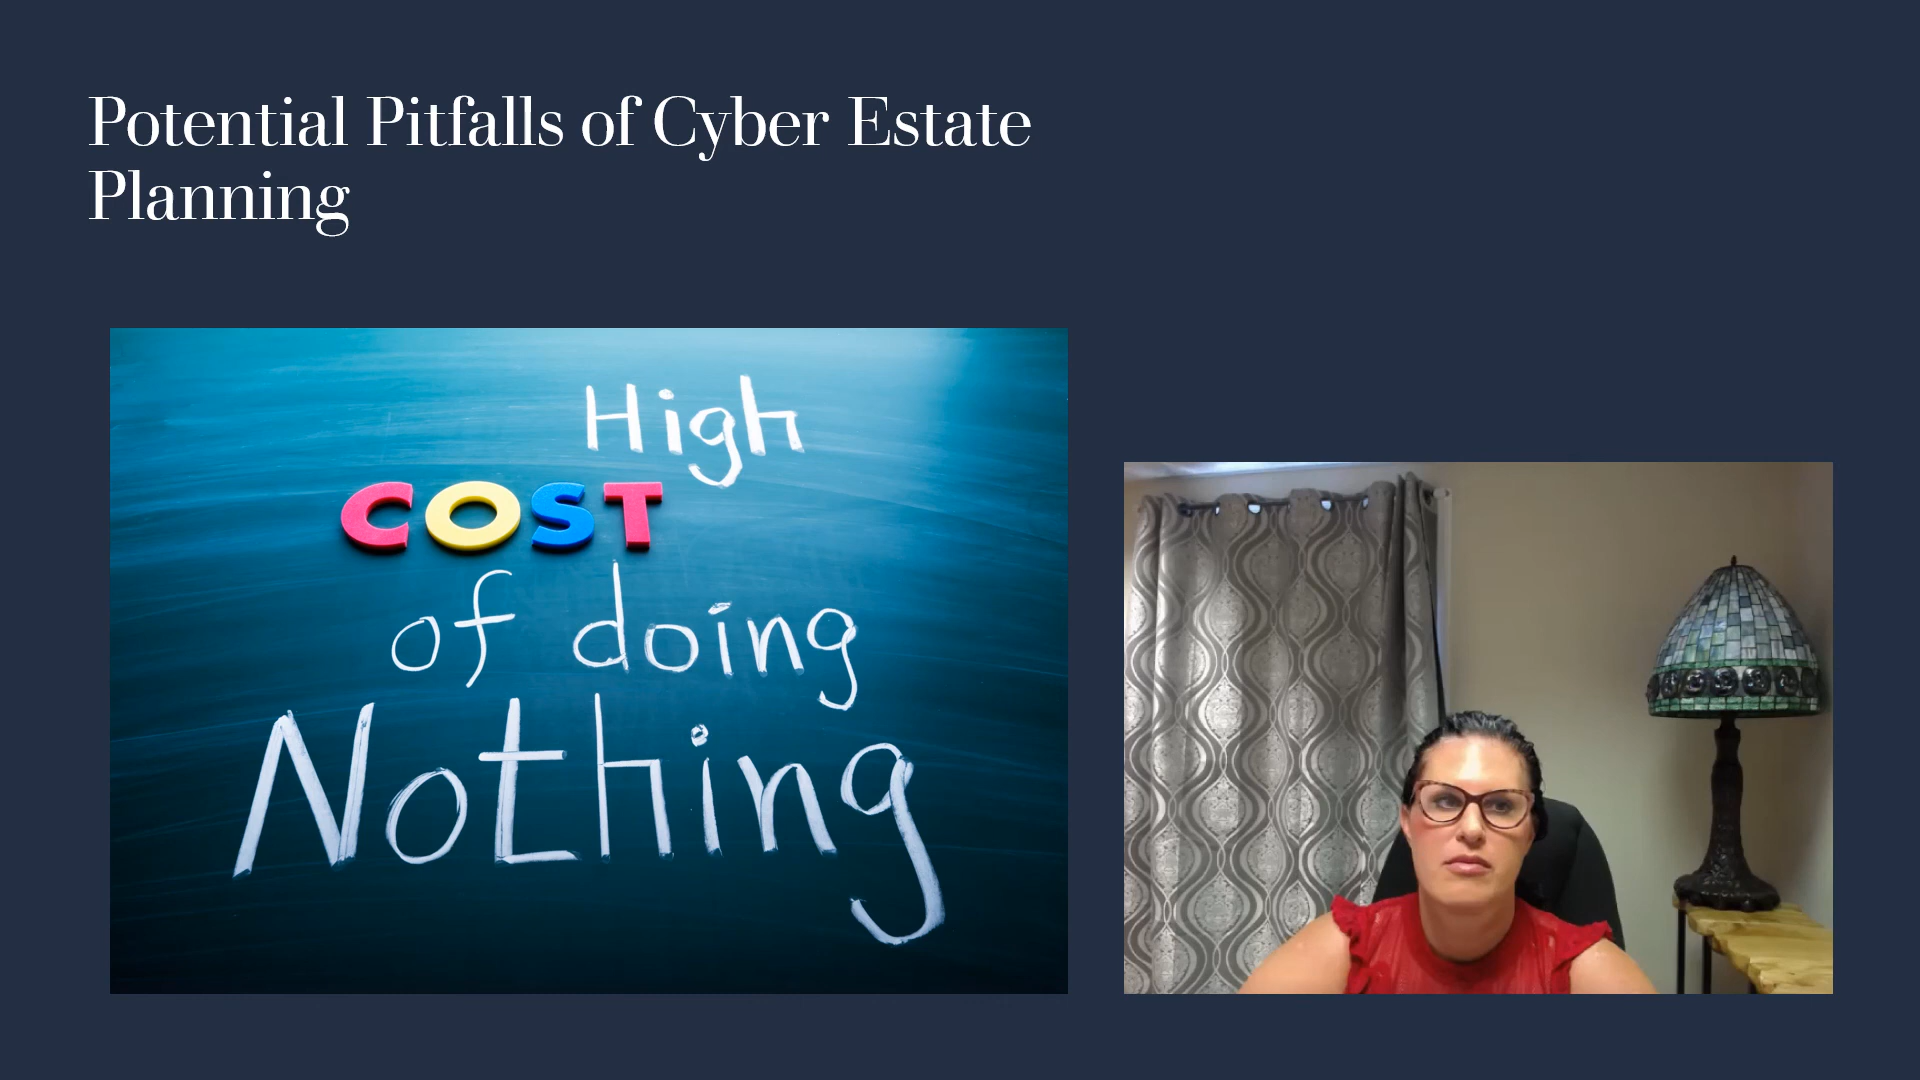 Potential Pitfalls of Cyber Estate
Planning
High
COST
of doing
Nothing